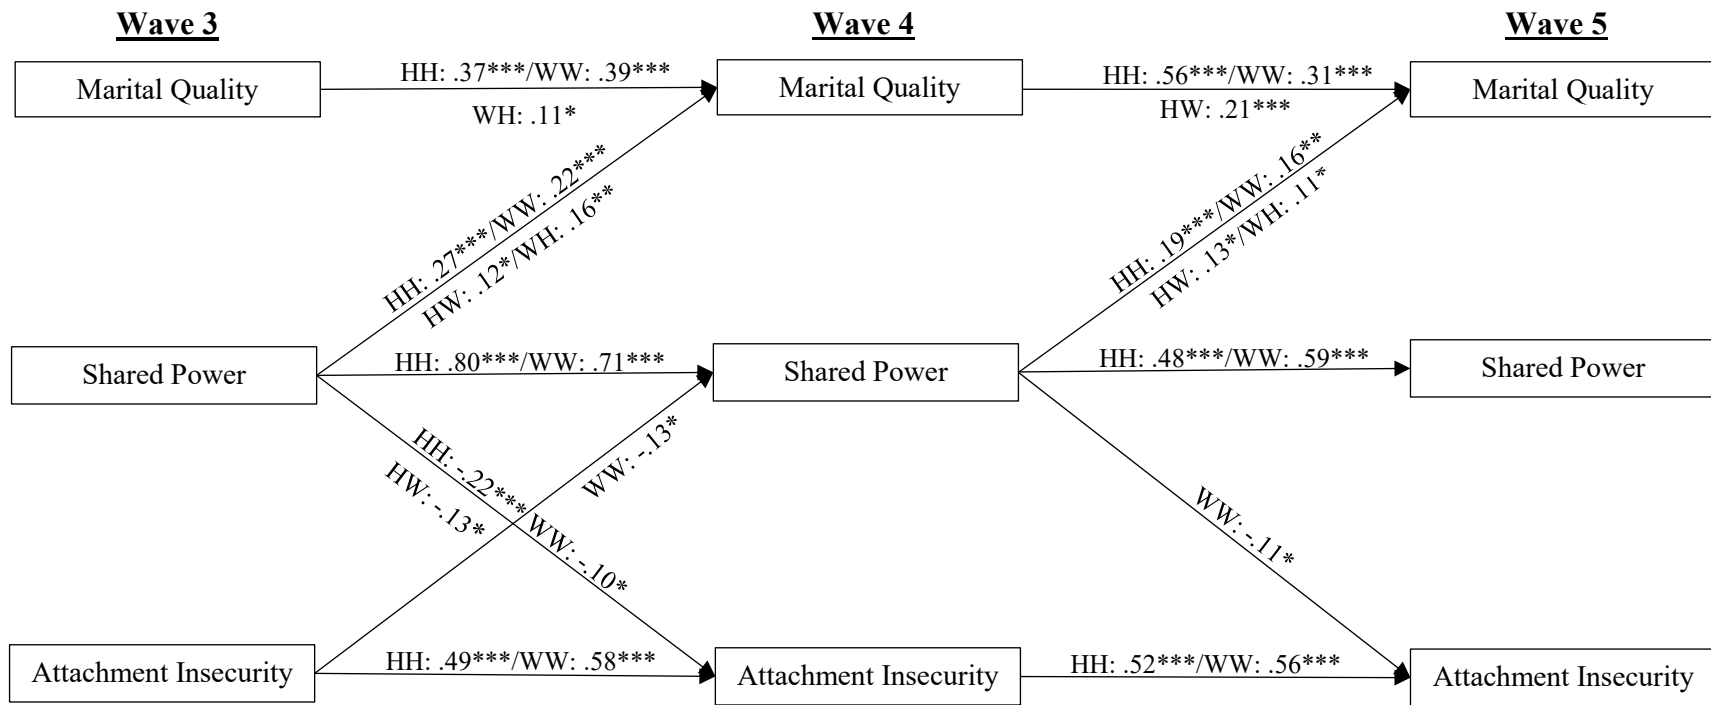 Wave 3
Wave 4
Wave 5
Marital Quality
HH: .37***/WW: .39***
WH: .11*
Marital Quality
HH: .56***/WW: .31***
HW: .21***
Marital Quality
HH: .27***/WW: .22***
HW: .12*/WH: .16**
HH: .19***/WW: .16**
HW: .13*/WH: .11*
Shared Power
HH: .80***/WW: .71***
Shared Power
HH: .48***/WW: .59***
Shared Power
HH: -.22*** WW: -.10*
HW: -.13*
WW: -.13*
WW: -.11*
Attachment Insecurity
HH: .49***/WW: .58***
Attachment Insecurity
HH: .52***/WW: .56***
Attachment Insecurity